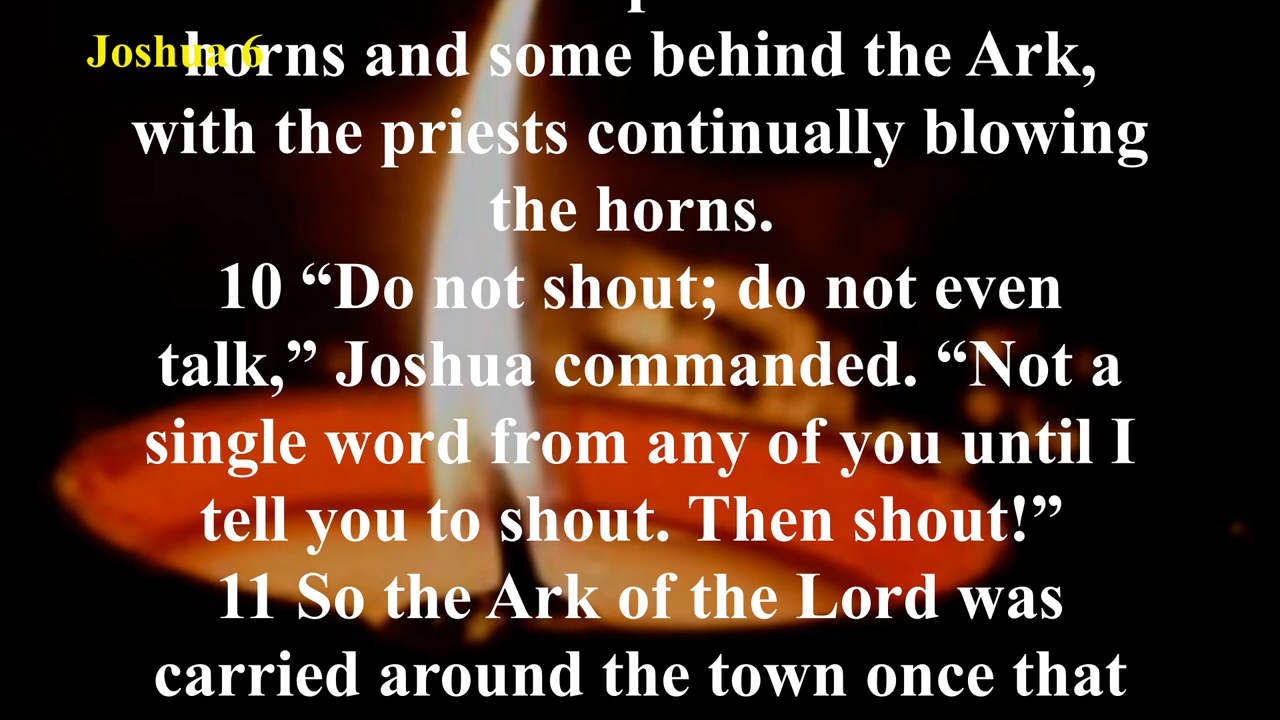 Joshua 6
horns and some behind the Ark,
with the priests continually blowing
the horns.
10 “Do not shout; do not even
talk,” Joshua commanded. “Not a
single word from any of you until I
tell you to shout. Then shout!”
11 So the Ark of the Lord was
carried around the town once that